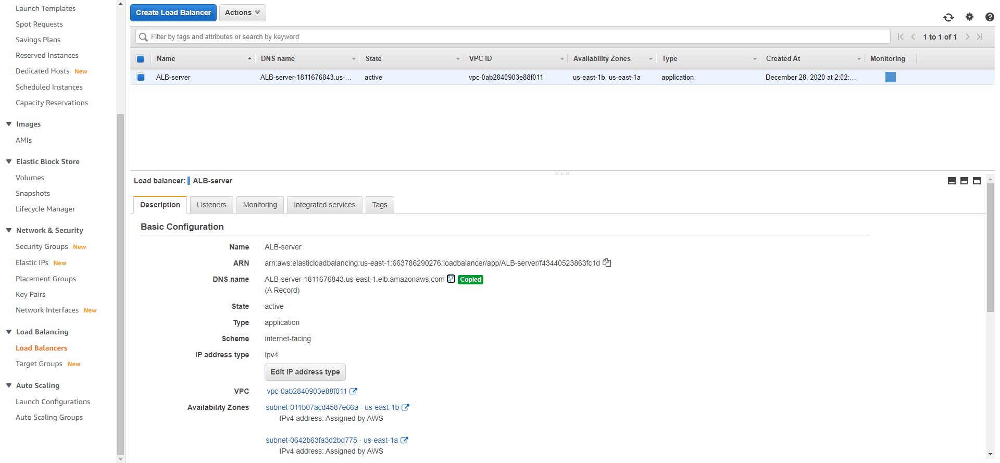 Launch Templates
Spot Requests
Savings Plans
Reserved Instances
Dedicated Hosts New
Scheduled Instances
Capacity Reservations
Images
AMIs
Elastic Block Store
Volumes
Snapshots
Lifecycle Manager
Network & Security
Security Groups New
Elastic IPs New
Placement Groups
Key Pairs
Network Interfaces New
Load Balancing
Load Balancers
Target Groups New
Auto Scaling
Launch Configurations
Auto Scaling Groups
Create Load Balancer Actions
Filter by tags and attributes or search by keyword 1 to 1 of 1
Name DNS name State VPC ID Availability Zones Type Created At Monitoring
ALB-server ALB-server-1811676843.us-... active vpc-0ab2840903e88f011 us-east-1b, us-east-1a application December 28, 2020 at 2:02:...
Load balancer: ALB-server
Description Listeners Monitoring Integrated services Tags
Basic Configuration
Name ALB-server
ARN arn:aws:elasticloadbalancing:us-east-1:663786290276:loadbalancer/app/ALB-server/f43440523863fc1d
DNS name ALB-server-1811676843.us-east-1.elb.amazonaws.com Copied
(A Record)
State active
Type application
Scheme internet-facing
IP address type ipv4
Edit IP address type
VPC vpc-0ab2840903e88f011
Availability Zones subnet-011b07acd4587e66a - us-east-1b
IPv4 address: Assigned by AWS
subnet-0642b63fa3d2bd775 - us-east-1a
IPv4 address: Assigned by AWS